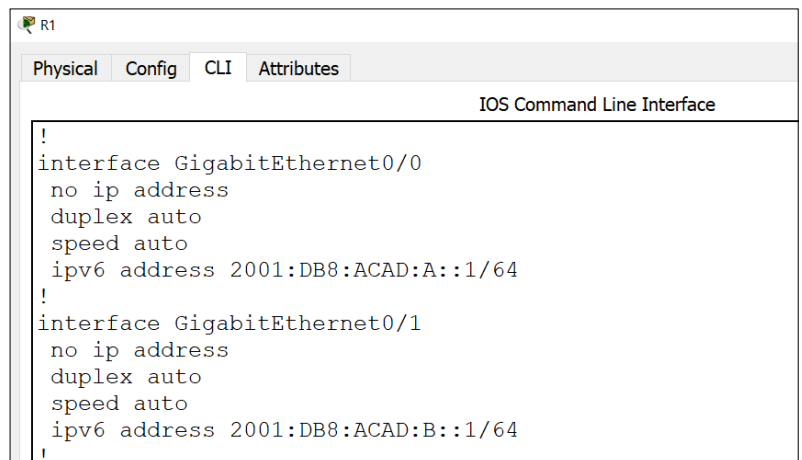 R1
Physical Config CLI Attributes
IOS Command Line Interface
!
interface GigabitEthernet0/0
 no ip address
 duplex auto
 speed auto
 ipv6 address 2001:DB8:ACAD:A::1/64
!
interface GigabitEthernet0/1
 no ip address
 duplex auto
 speed auto
 ipv6 address 2001:DB8:ACAD:B::1/64
!